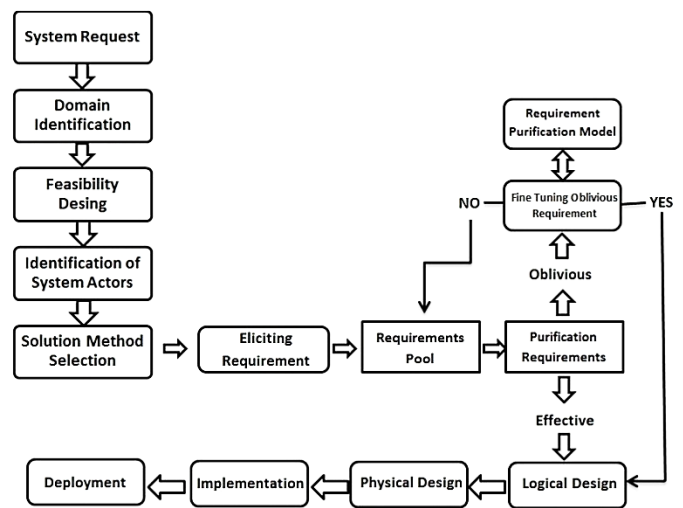 System Request
Domain
Identification
Feasibility
Desing
Identification of
System Actors
Solution Method
Selection
Eliciting
Requirement
Requirements
Pool
Purification
Requirements
Oblivious
Fine Tuning Oblivious
Requirement
NO
YES
Requirement
Purification Model
Effective
Logical Design
Physical Design
Implementation
Deployment